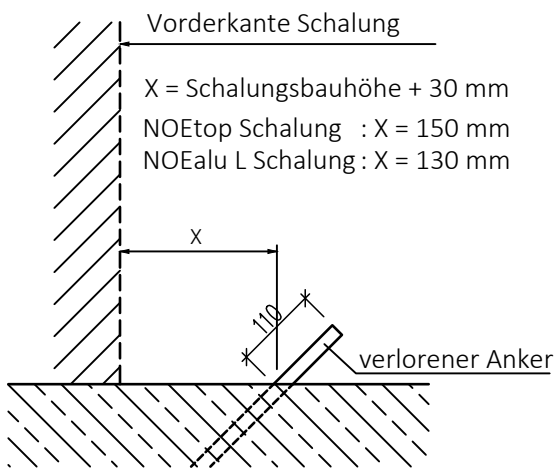 Vorderkante Schalung
X = Schalungsbauhöhe + 30 mm
NOEtop Schalung : X = 150 mm
NOEalu L Schalung : X = 130 mm
X
110
verlorener Anker